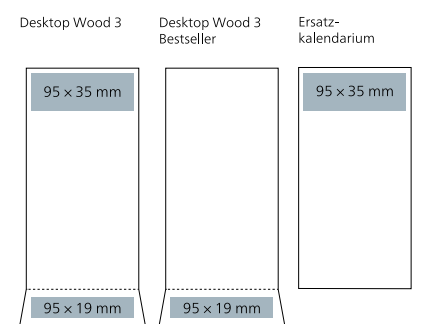 Desktop Wood 3
Desktop Wood 3
Bestseller
Ersatz-
kalendarium
95 × 35 mm
95 × 35 mm
95 × 19 mm
95 × 19 mm